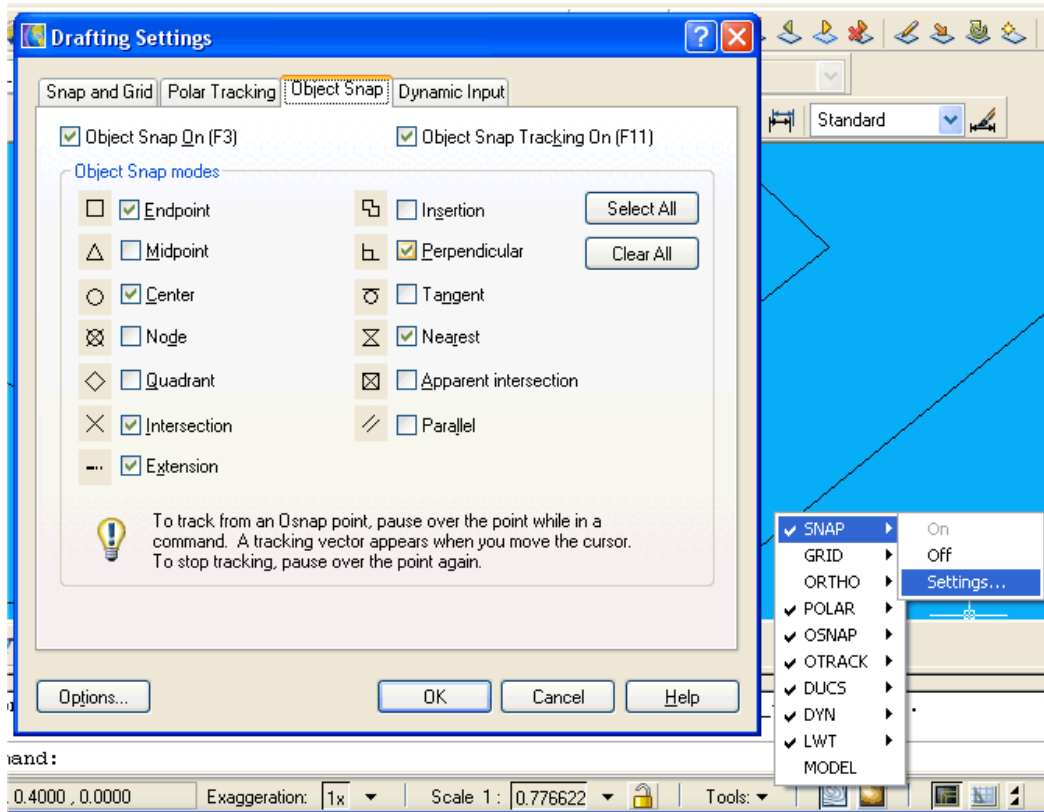 Drafting Settings
Snap and Grid
Polar Tracking
Object Snap
Dynamic Input
Object Snap On (F3)
Object Snap Tracking On (F11)
Object Snap modes
Endpoint
Midpoint
Center
Node
Quadrant
Intersection
Extension
Insertion
Perpendicular
Tangent
Nearest
Apparent intersection
Parallel
Select All
Clear All
To track from an Osnap point, pause over the point while in a
command. A tracking vector appears when you move the cursor.
To stop tracking, pause over the point again.
Options...
OK
Cancel
Help
Standard
SNAP
GRID
ORTHO
POLAR
OSNAP
OTRACK
DUCS
DYN
LWT
MODEL
On
Off
Settings...
mand:
0.4000 , 0.0000
Exaggeration: 1x
Scale 1 : 0.776622
Tools: